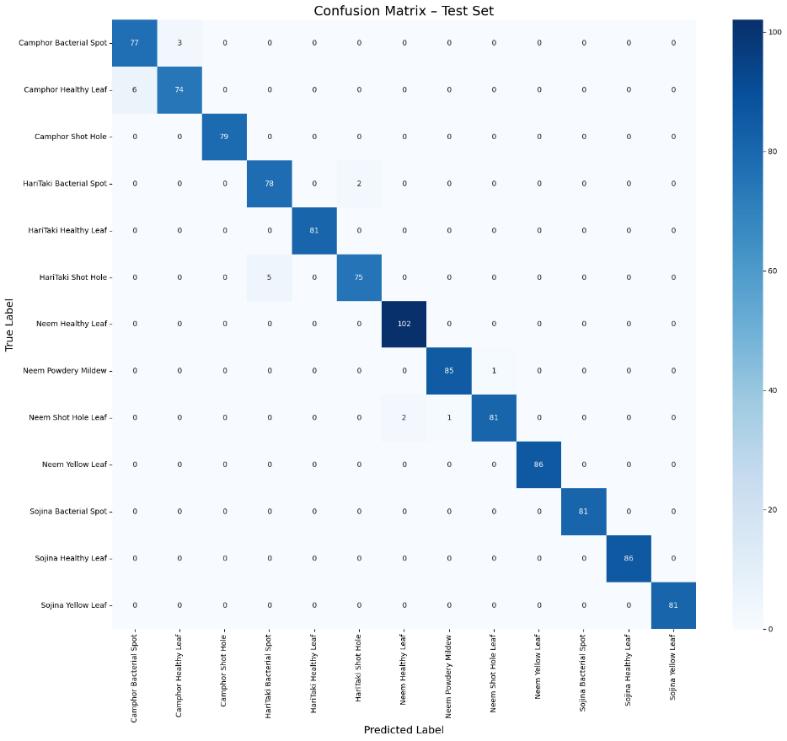 Confusion Matrix – Test Set
True Label
Camphor Bacterial Spot 77 3 0 0 0 0 0 0 0 0 0 0 0
Camphor Healthy Leaf 6 74 0 0 0 0 0 0 0 0 0 0 0
Camphor Shot Hole 0 0 79 0 0 0 0 0 0 0 0 0 0
HariTaki Bacterial Spot 0 0 0 78 0 2 0 0 0 0 0 0 0
HariTaki Healthy Leaf 0 0 0 0 81 0 0 0 0 0 0 0 0
HariTaki Shot Hole 0 0 0 5 0 75 0 0 0 0 0 0 0
Neem Healthy Leaf 0 0 0 0 0 0 102 0 0 0 0 0 0
Neem Powdery Mildew 0 0 0 0 0 0 0 85 1 0 0 0 0
Neem Shot Hole Leaf 0 0 0 0 0 0 2 1 81 0 0 0 0
Neem Yellow Leaf 0 0 0 0 0 0 0 0 0 86 0 0 0
Sojina Bacterial Spot 0 0 0 0 0 0 0 0 0 0 81 0 0
Sojina Healthy Leaf 0 0 0 0 0 0 0 0 0 0 0 86 0
Sojina Yellow Leaf 0 0 0 0 0 0 0 0 0 0 0 0 81
Camphor Bacterial Spot
Camphor Healthy Leaf
Camphor Shot Hole
HariTaki Bacterial Spot
HariTaki Healthy Leaf
HariTaki Shot Hole
Neem Healthy Leaf
Neem Powdery Mildew
Neem Shot Hole Leaf
Neem Yellow Leaf
Sojina Bacterial Spot
Sojina Healthy Leaf
Sojina Yellow Leaf
Predicted Label
100
80
60
40
20
0